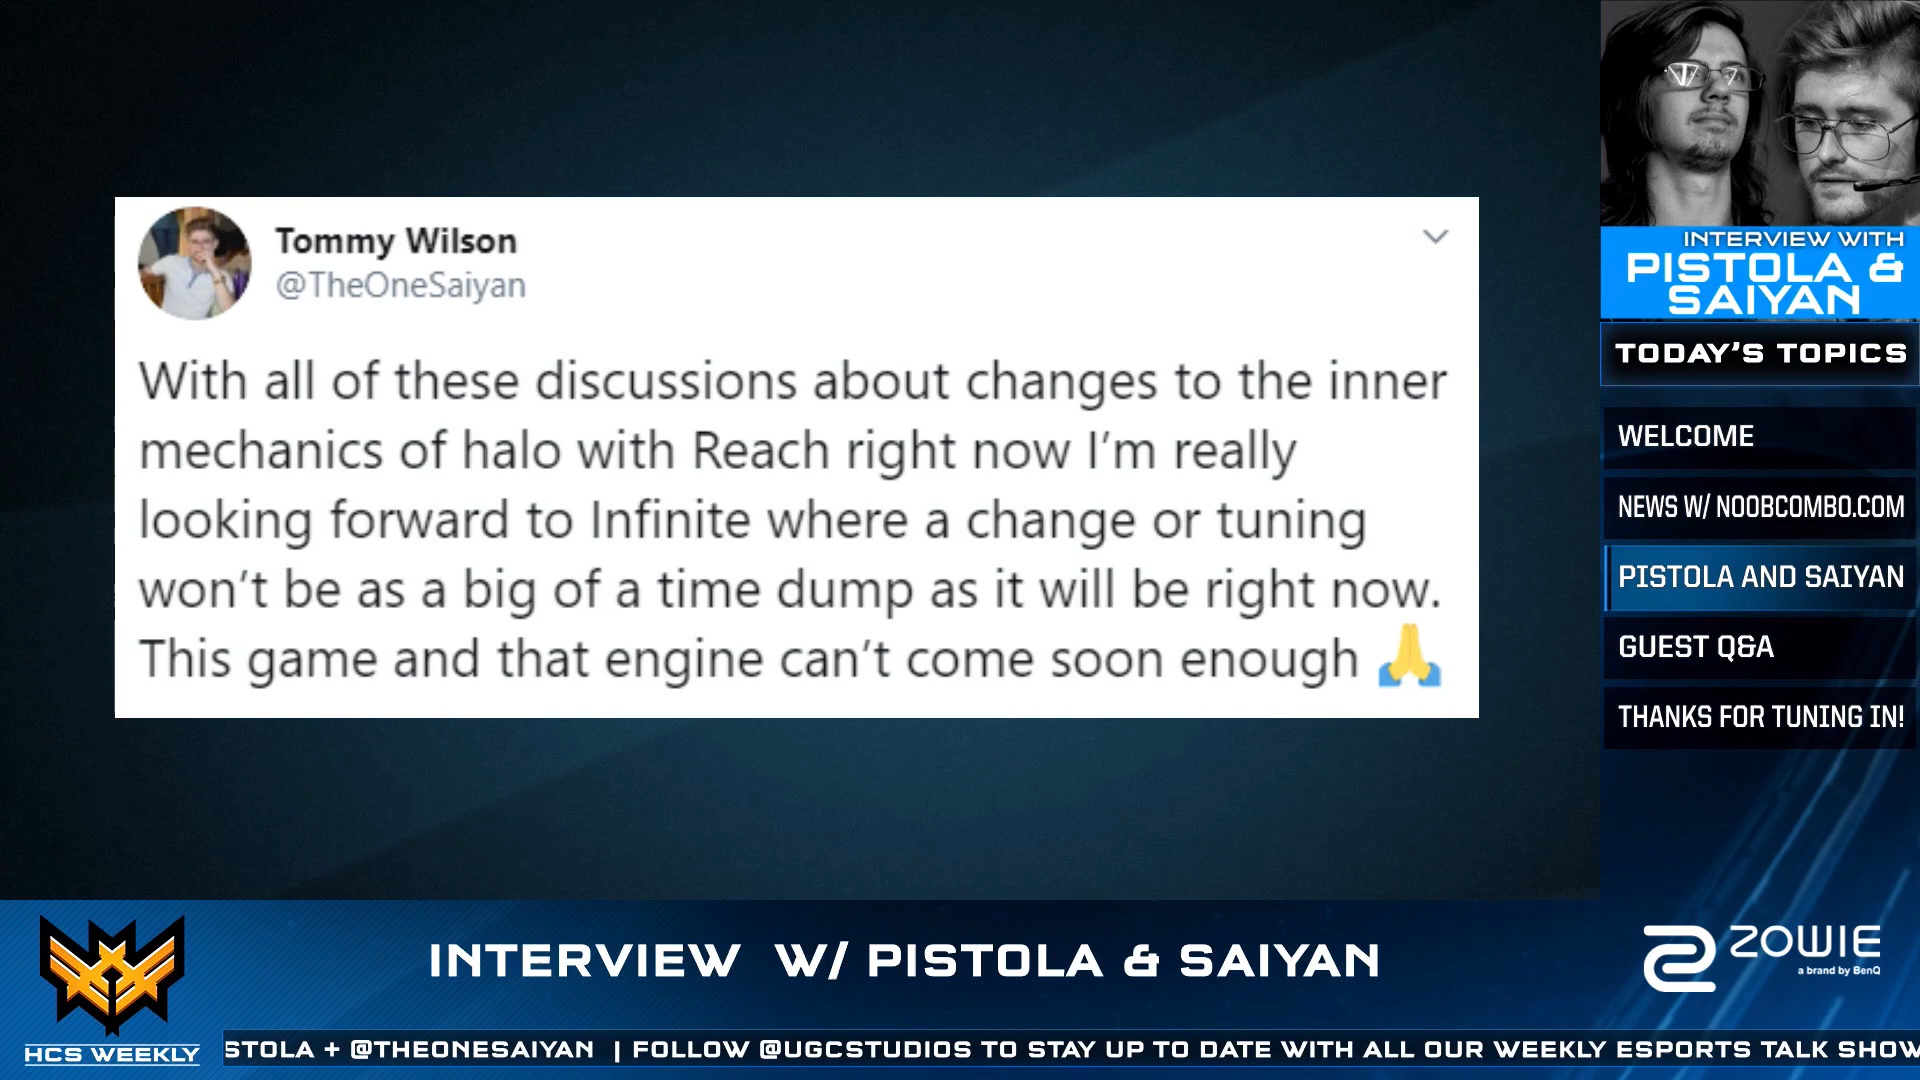 Tommy Wilson
@TheOneSaiyan
With all of these discussions about changes to the inner
mechanics of halo with Reach right now I'm really
looking forward to Infinite where a change or tuning
won't be as a big of a time dump as it will be right now.
This game and that engine can't come soon enough 🙏
INTERVIEW WITH
PISTOLA &
SAIYAN
TODAY'S TOPICS
WELCOME
NEWS W/ NOOBCOMBO.COM
PISTOLA AND SAIYAN
GUEST Q&A
THANKS FOR TUNING IN!
INTERVIEW W/ PISTOLA & SAIYAN
ZOWIE
a brand by BenQ
HCS WEEKLY
STOLA + @THEONESAIYAN | FOLLOW @UGCSTUDIOS TO STAY UP TO DATE WITH ALL OUR WEEKLY ESPORTS TALK SHOW